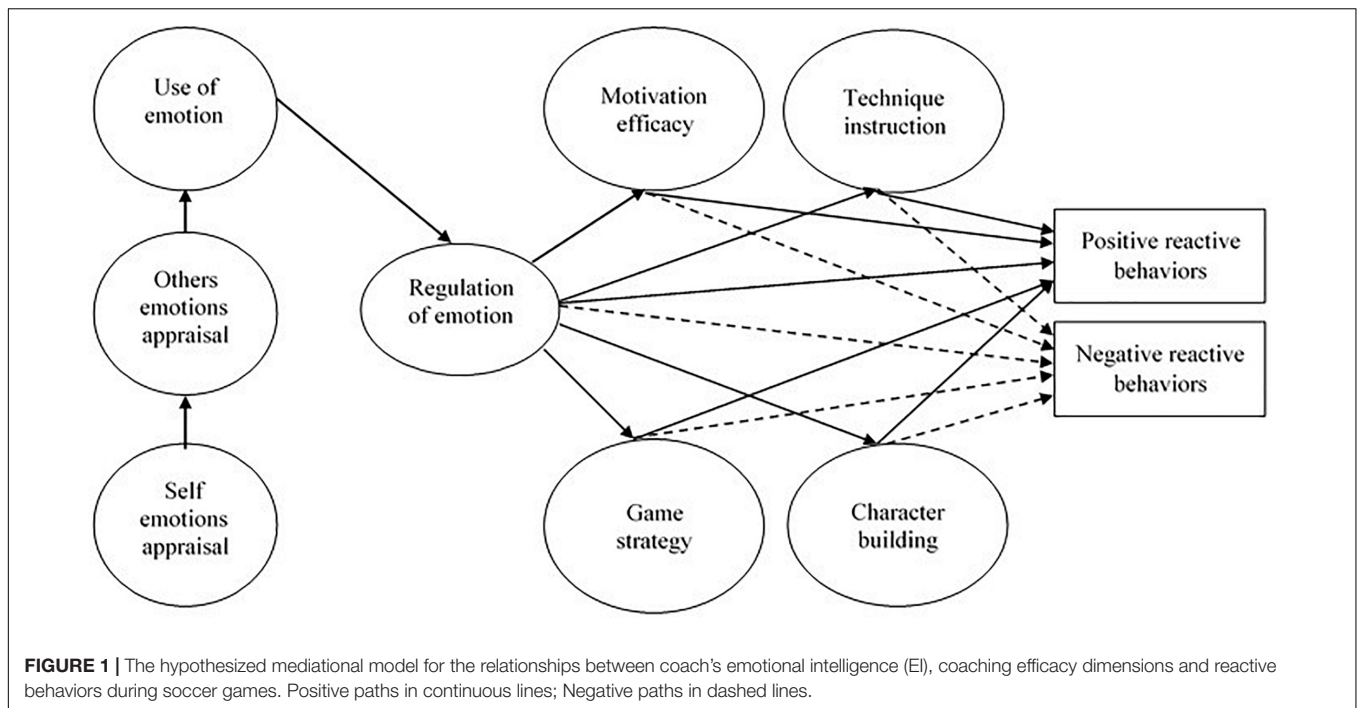 Use of
emotion
Others
emotions
appraisal
Self
emotions
appraisal
Regulation
of emotion
Motivation
efficacy
Technique
instruction
Game
strategy
Character
building
Positive reactive
behaviors
Negative reactive
behaviors
FIGURE 1 | The hypothesized mediational model for the relationships between coach's emotional intelligence (EI), coaching efficacy dimensions and reactive
behaviors during soccer games. Positive paths in continuous lines; Negative paths in dashed lines.